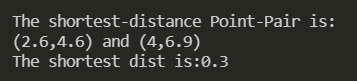 The shortest-distance Point-Pair is:
(2.6,4.6) and (4,6.9)
The shortest dist is:0.3